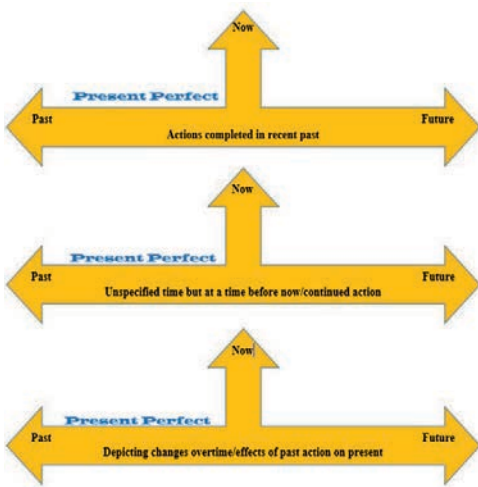 Now
Present Perfect
Past Future
Actions completed in recent past
Now
Present Perfect
Past Future
Unspecified time but at a time before now/continued action
Now
Present Perfect
Past Future
Depicting changes overtime/effects of past action on present